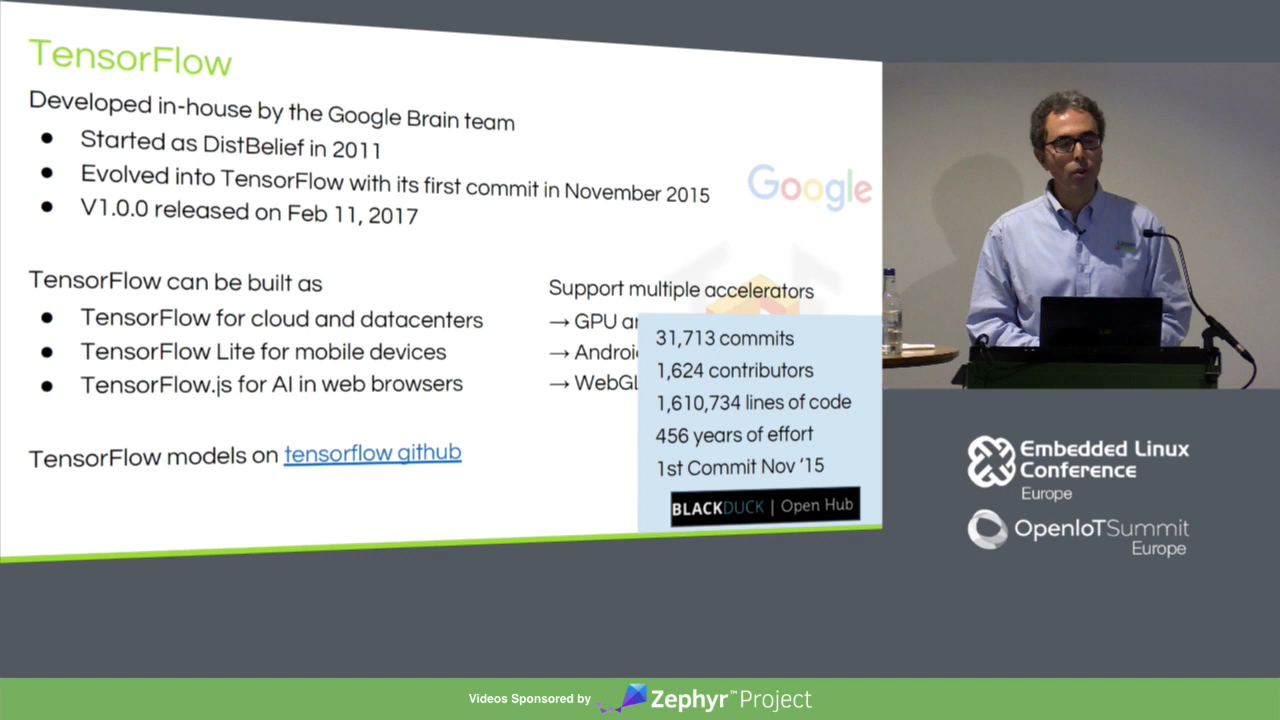 TensorFlow
Developed in-house by the Google Brain team
● Started as DistBelief in 2011
● Evolved into TensorFlow with its first commit in November 2015
● V1.0.0 released on Feb 11, 2017
Google
TensorFlow can be built as
● TensorFlow for cloud and datacenters
● TensorFlow Lite for mobile devices
● TensorFlow.js for AI in web browsers
Support multiple accelerators
→ GPU
→
→
TensorFlow models on tensorflow github
31,713 commits
1,624 contributors
1,610,734 lines of code
456 years of effort
1st Commit Nov '15
BLACKDUCK | Open Hub
Embedded Linux
Conference
Europe
OpenIoTSummit
Europe
Videos Sponsored by Zephyr™Project